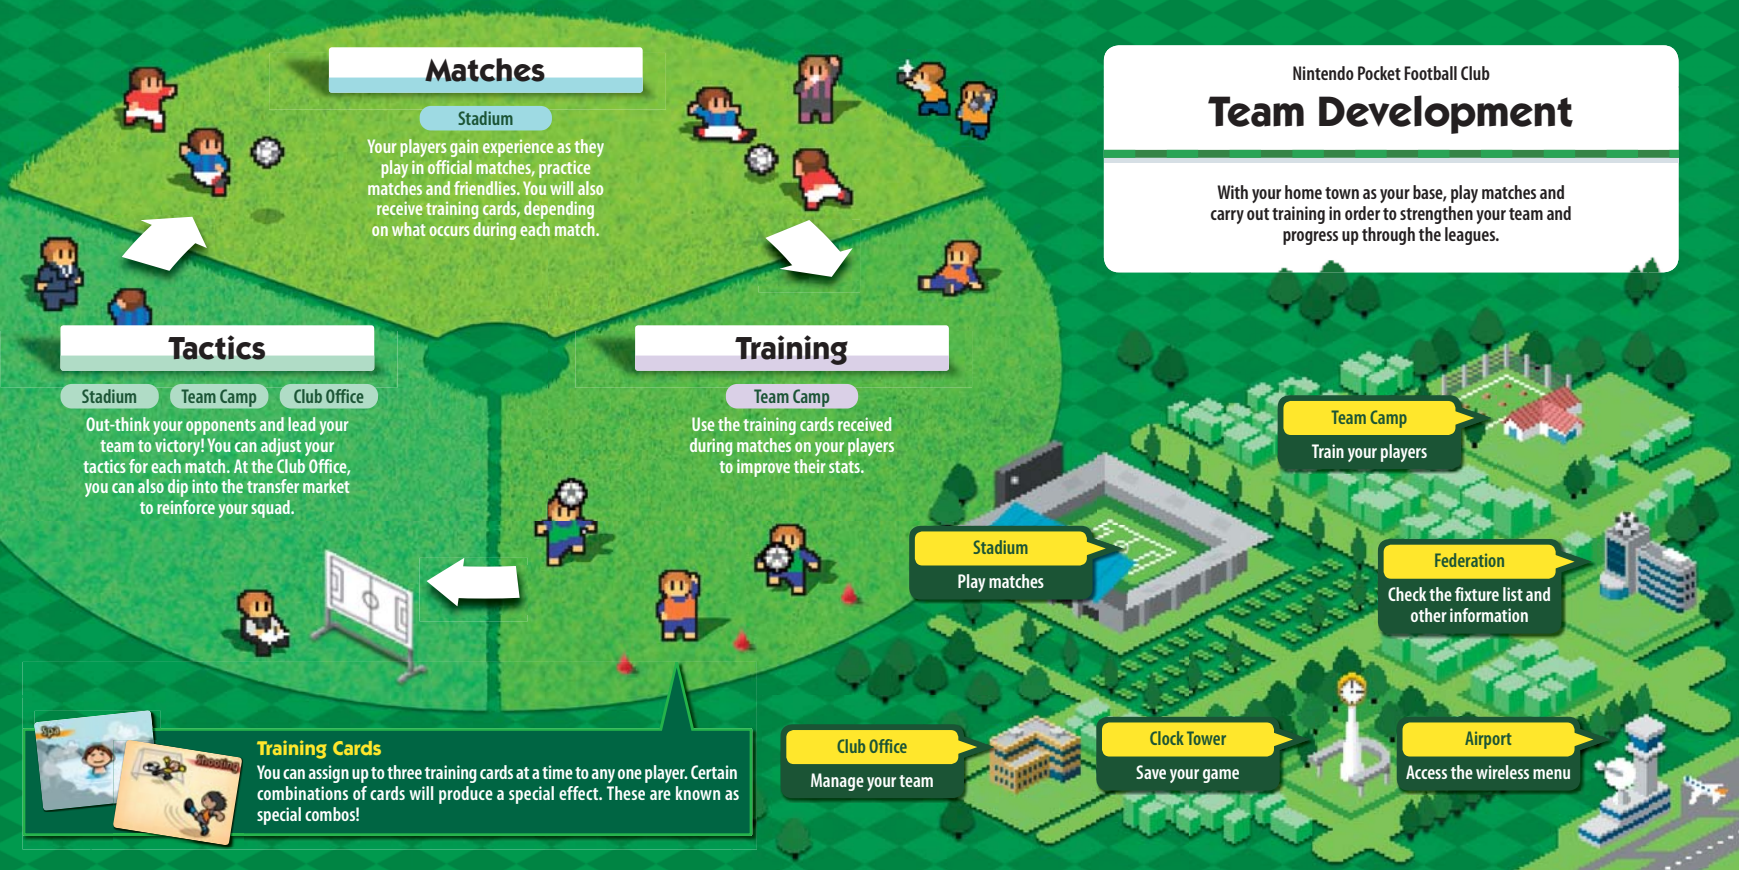 Nintendo Pocket Football Club
Team Development
With your home town as your base, play matches and
carry out training in order to strengthen your team and
progress up through the leagues.
Matches
Stadium
Your players gain experience as they
play in official matches, practice
matches and friendlies. You will also
receive training cards, depending
on what occurs during each match.
Tactics
Stadium
Team Camp
Club Office
Out-think your opponents and lead your
team to victory! You can adjust your
tactics for each match. At the Club Office,
you can also dip into the transfer market
to reinforce your squad.
Training
Team Camp
Use the training cards received
during matches on your players
to improve their stats.
Spa
Shooting
Training Cards
You can assign up to three training cards at a time to any one player. Certain
combinations of cards will produce a special effect. These are known as
special combos!
Team Camp
Train your players
Stadium
Play matches
Federation
Check the fixture list and
other information
Club Office
Manage your team
Clock Tower
Save your game
Airport
Access the wireless menu